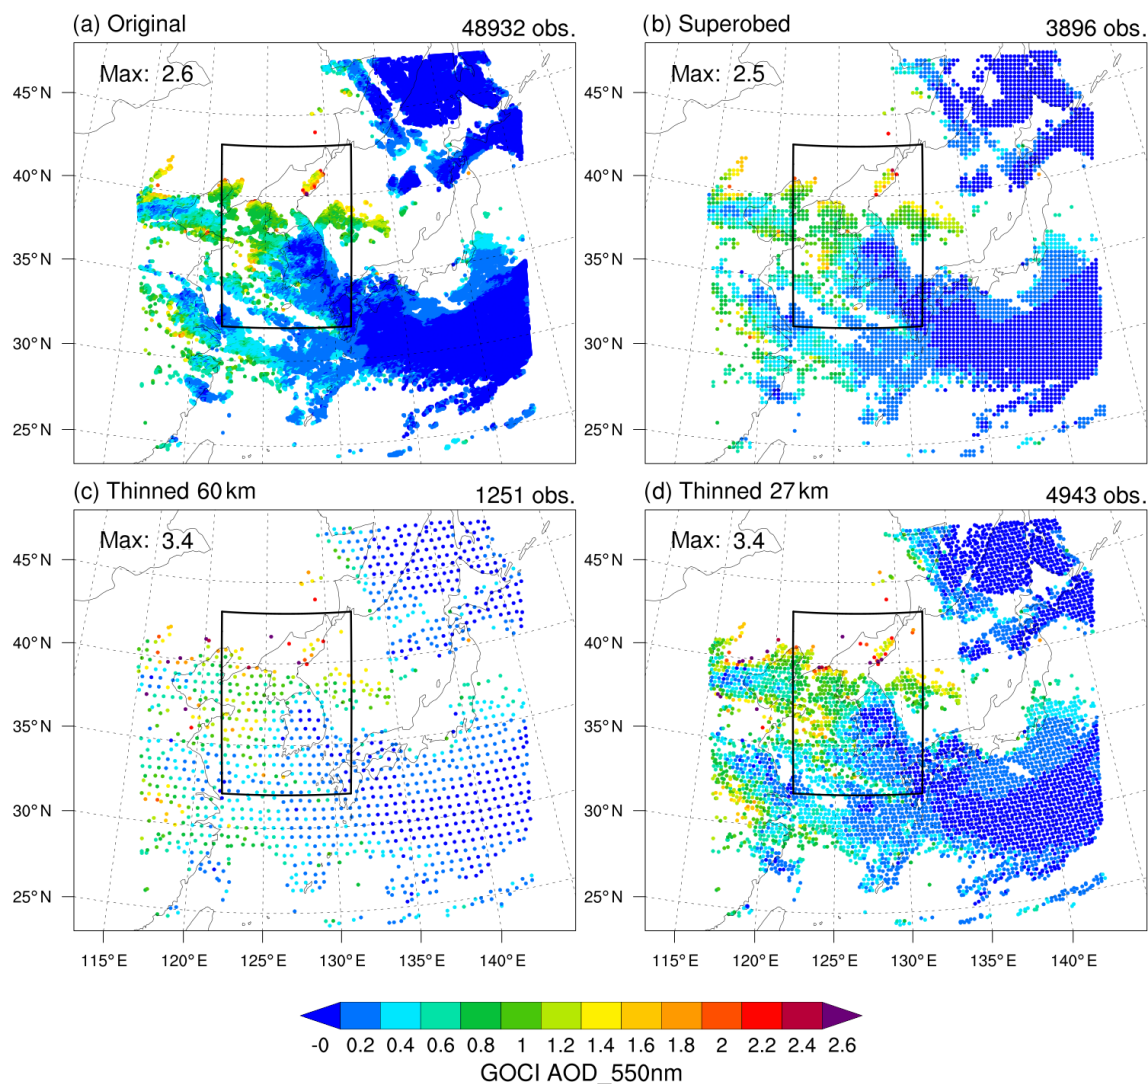 (a) Original 48932 obs.
(b) Superobed 3896 obs.
Max: 2.6
Max: 2.5
45° N
45° N
40° N
40° N
35° N
35° N
30° N
30° N
25° N
25° N
(c) Thinned 60 km 1251 obs.
(d) Thinned 27 km 4943 obs.
Max: 3.4
Max: 3.4
45° N
45° N
40° N
40° N
35° N
35° N
30° N
30° N
25° N
25° N
115° E 120° E 125° E 130° E 135° E 140° E
115° E 120° E 125° E 130° E 135° E 140° E
-0 0.2 0.4 0.6 0.8 1 1.2 1.4 1.6 1.8 2 2.2 2.4 2.6
GOCI AOD_550nm